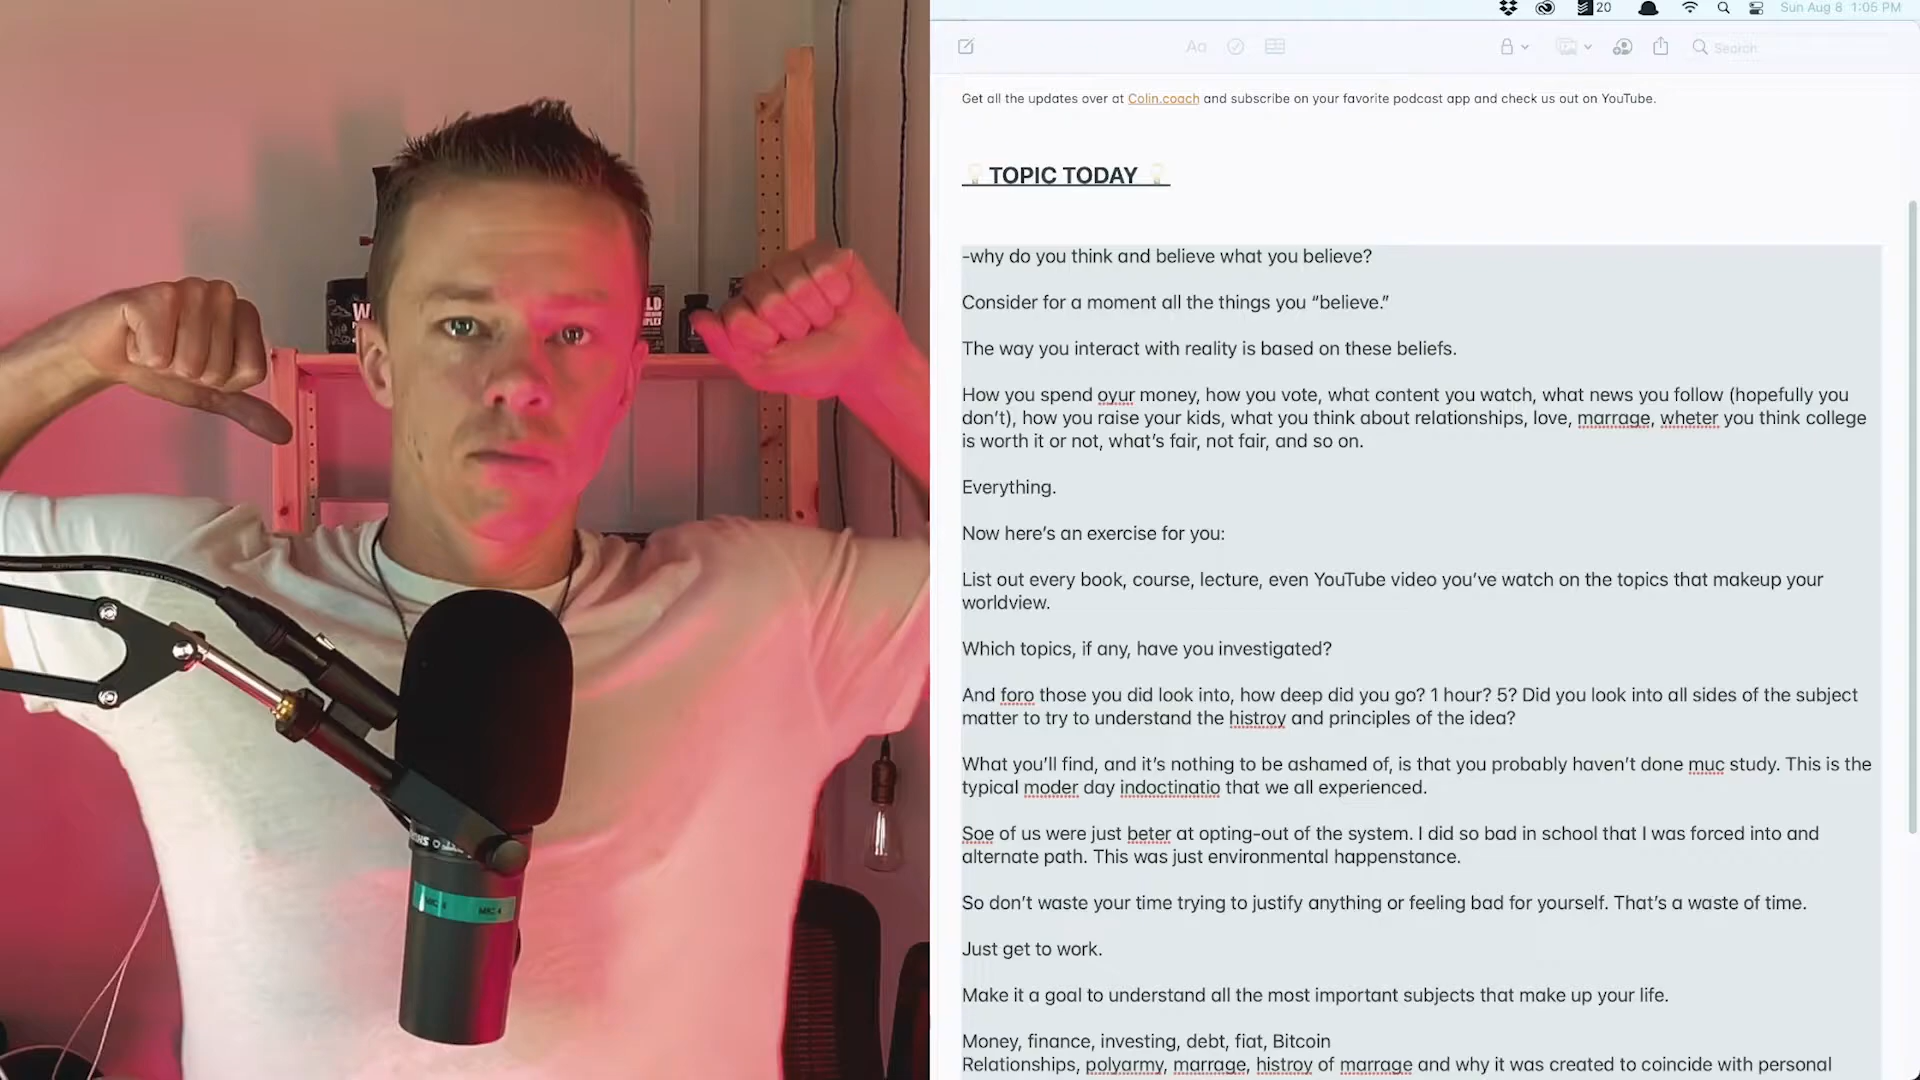 20
Sun Aug 8 1:05 PM
Aa
Search
Get all the updates over at Colin.coach and subscribe on your favorite podcast app and check us out on YouTube.
TOPIC TODAY
-why do you think and believe what you believe?
Consider for a moment all the things you “believe.”
The way you interact with reality is based on these beliefs.
How you spend oyur money, how you vote, what content you watch, what news you follow (hopefully you
don’t), how you raise your kids, what you think about relationships, love, marrage, wheter you think college
is worth it or not, what’s fair, not fair, and so on.
Everything.
Now here’s an exercise for you:
List out every book, course, lecture, even YouTube video you’ve watch on the topics that makeup your
worldview.
Which topics, if any, have you investigated?
And foro those you did look into, how deep did you go? 1 hour? 5? Did you look into all sides of the subject
matter to try to understand the histroy and principles of the idea?
What you’ll find, and it’s nothing to be ashamed of, is that you probably haven’t done muc study. This is the
typical moder day indoctinatio that we all experienced.
Soe of us were just beter at opting-out of the system. I did so bad in school that I was forced into and
alternate path. This was just environmental happenstance.
So don’t waste your time trying to justify anything or feeling bad for yourself. That’s a waste of time.
Just get to work.
Make it a goal to understand all the most important subjects that make up your life.
Money, finance, investing, debt, fiat, Bitcoin
Relationships, polyarmy, marrage, histroy of marrage and why it was created to coincide with personal